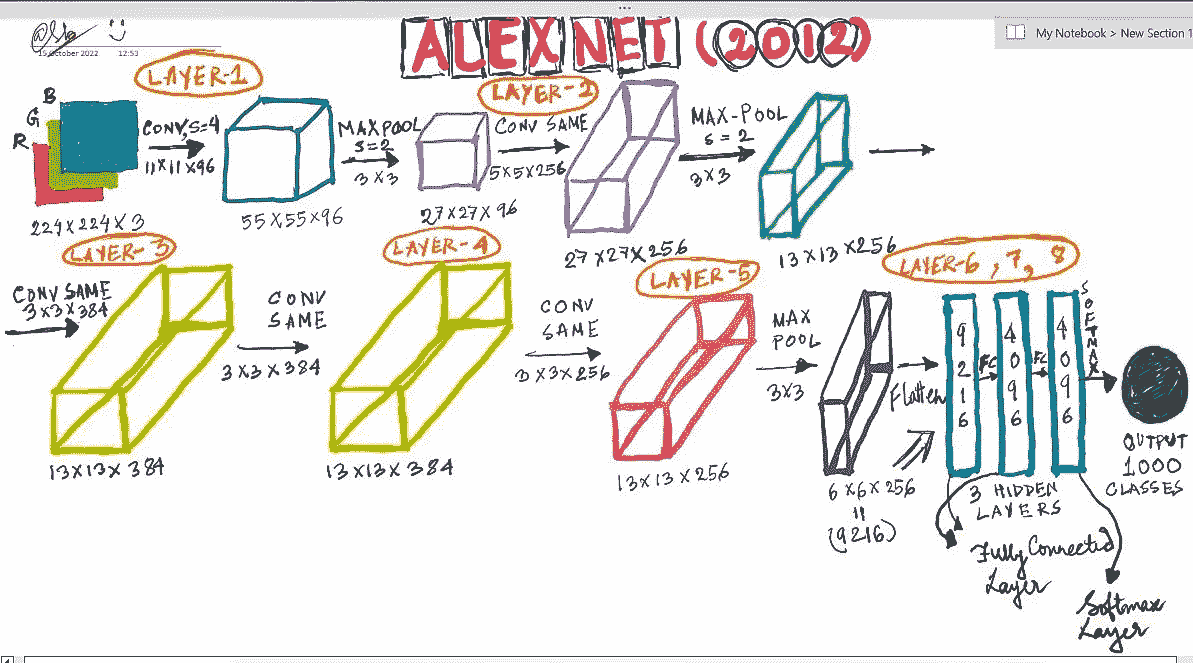 ALEXNET (2012)
15 October 2022 12:53
My Notebook > New Section 1
LAYER-1
B
G
R
224×224×3
CONV, S=4
11×11×96
55×55×96
MAXPOOL
S=2
3×3
27×27×96
LAYER-2
CONV SAME
5×5×256
27×27×256
MAX-POOL
S=2
3×3
13×13×256
LAYER-3
CONV SAME
3×3×384
13×13×384
LAYER-4
CONV
SAME
3×3×384
13×13×384
LAYER-5
CONV
SAME
3×3×256
13×13×256
MAX
POOL
3×3
6×6×256
=
(9216)
LAYER-6, 7, 8
Flatten
9216
FC
4096
FC
4096
SOFTMAX
OUTPUT
1000
CLASSES
3 HIDDEN
LAYERS
Fully Connected
Layer
Softmax
Layer